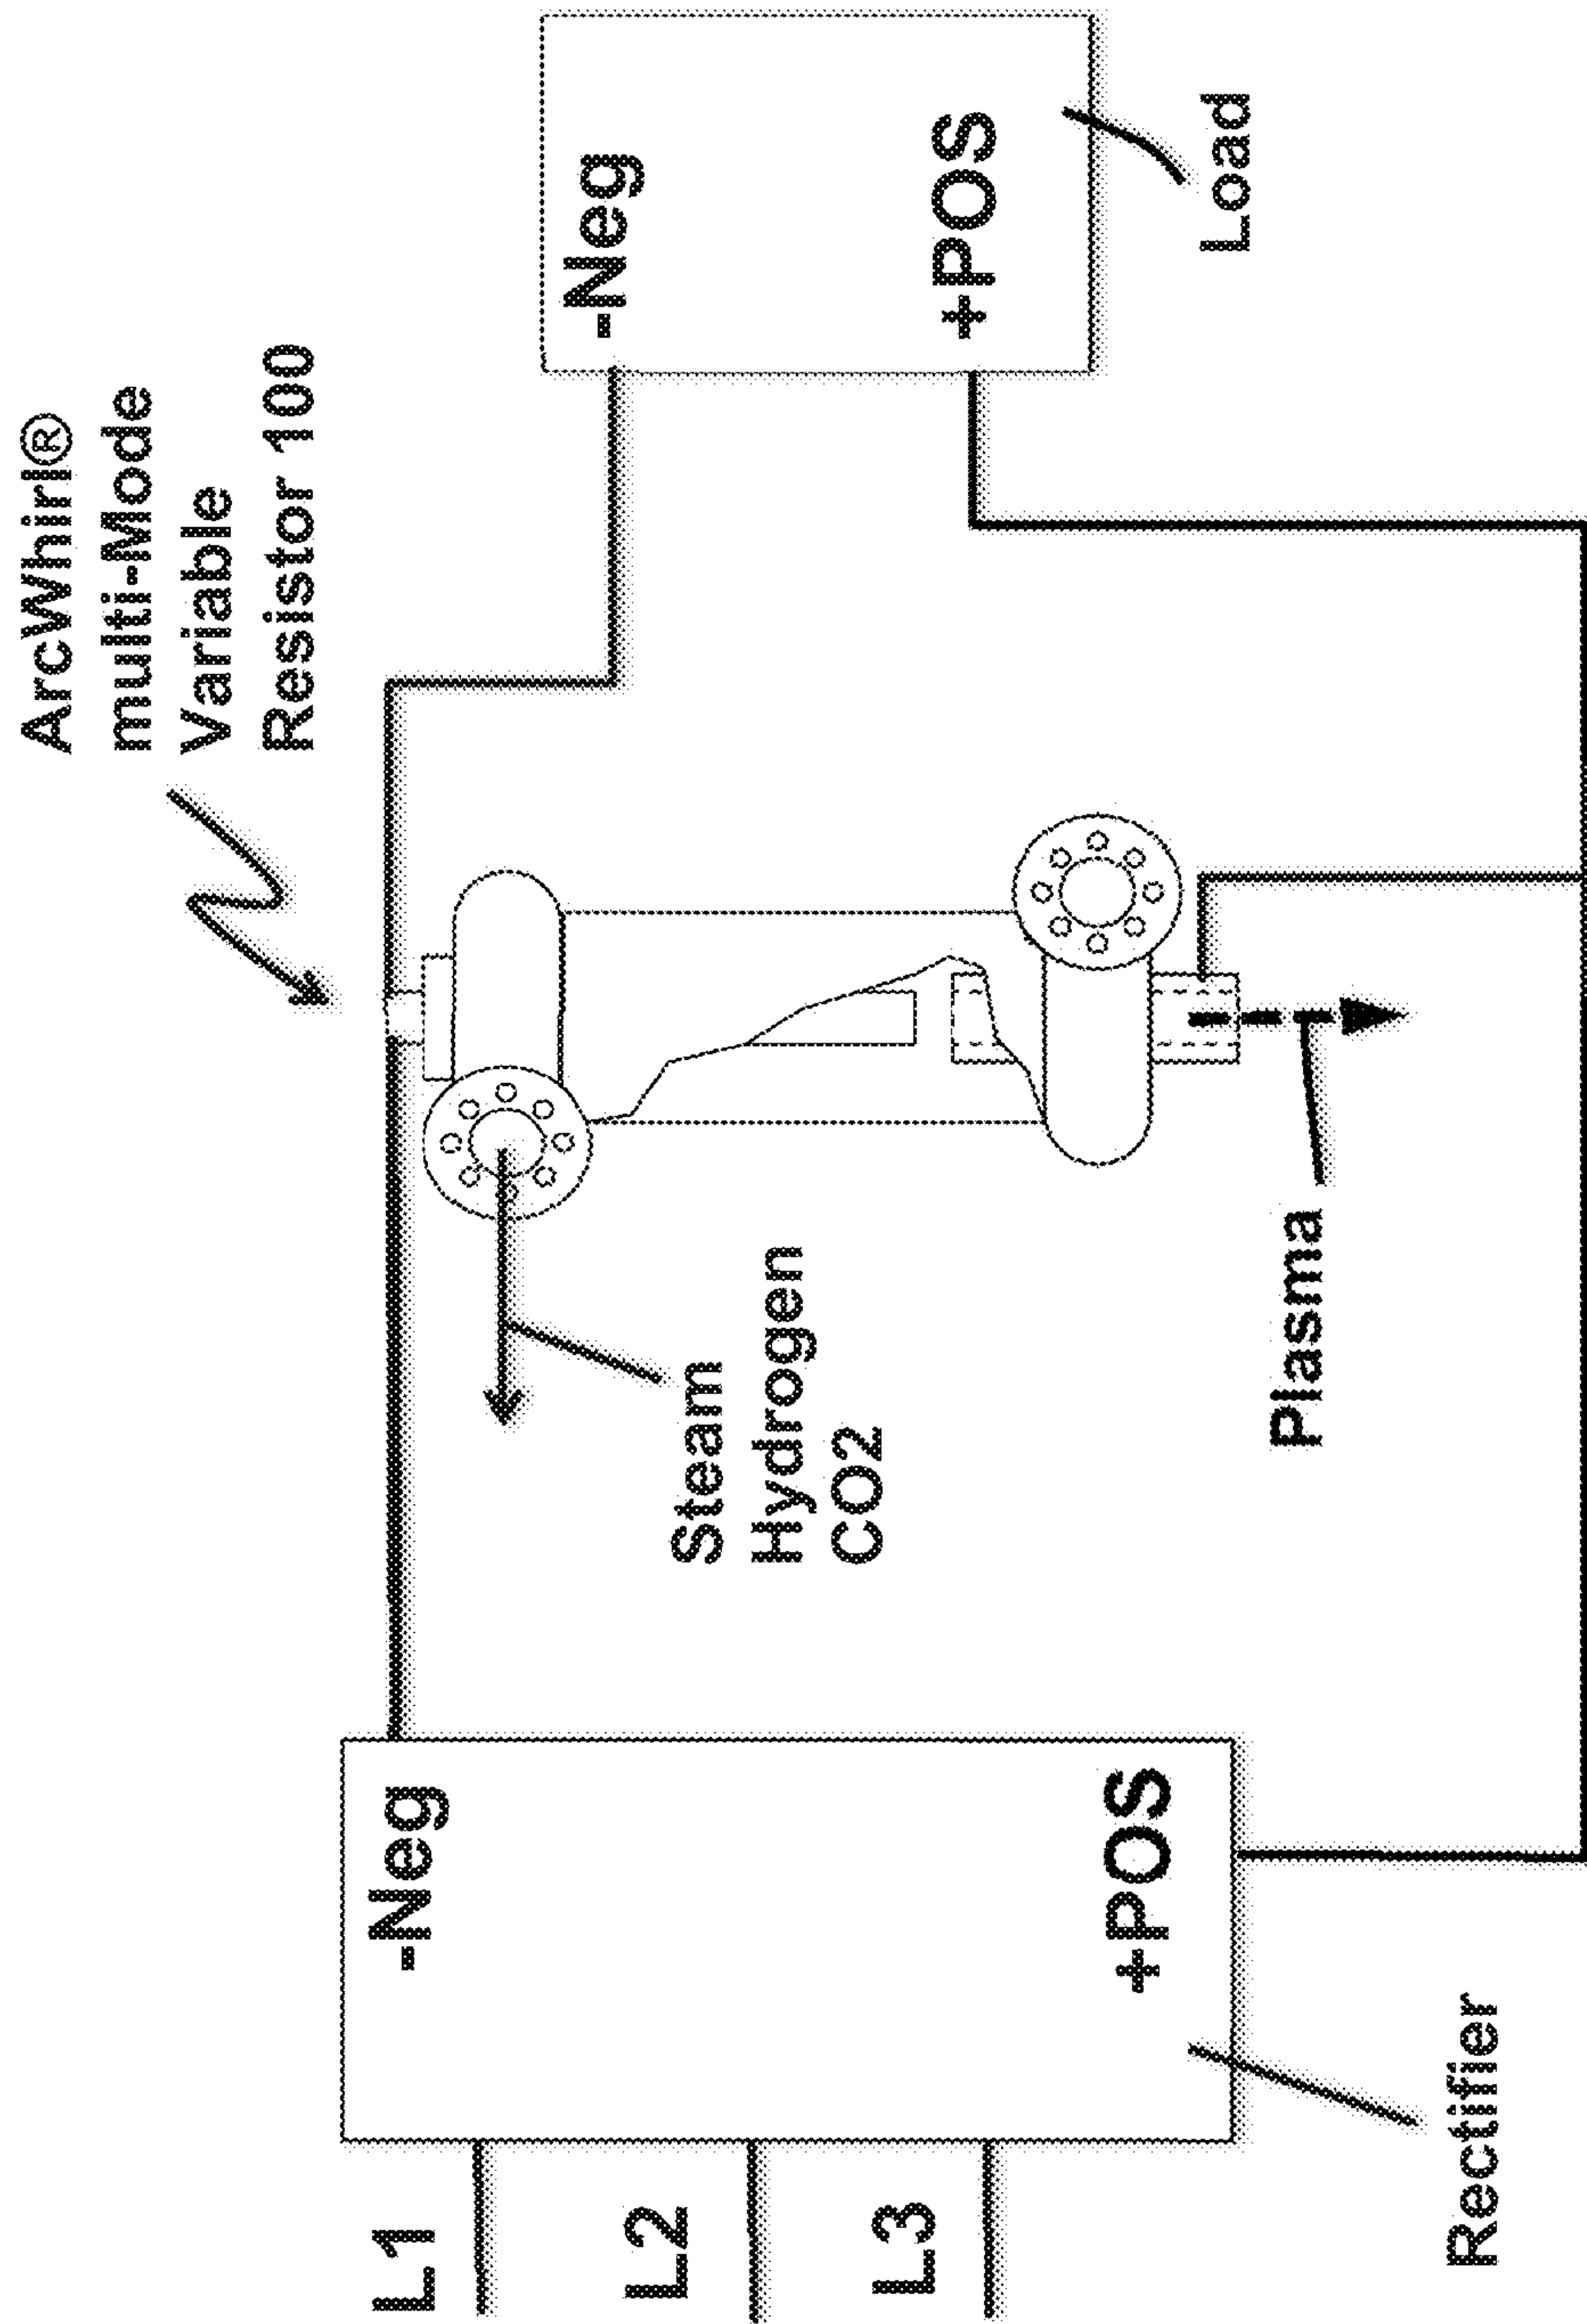 ArcWhirl®
multi-Mode
Variable
Resistor 100
L1
L2
L3
-Neg
+POS
Rectifier
Steam
Hydrogen
CO2
Plasma
-Neg
+POS
Load